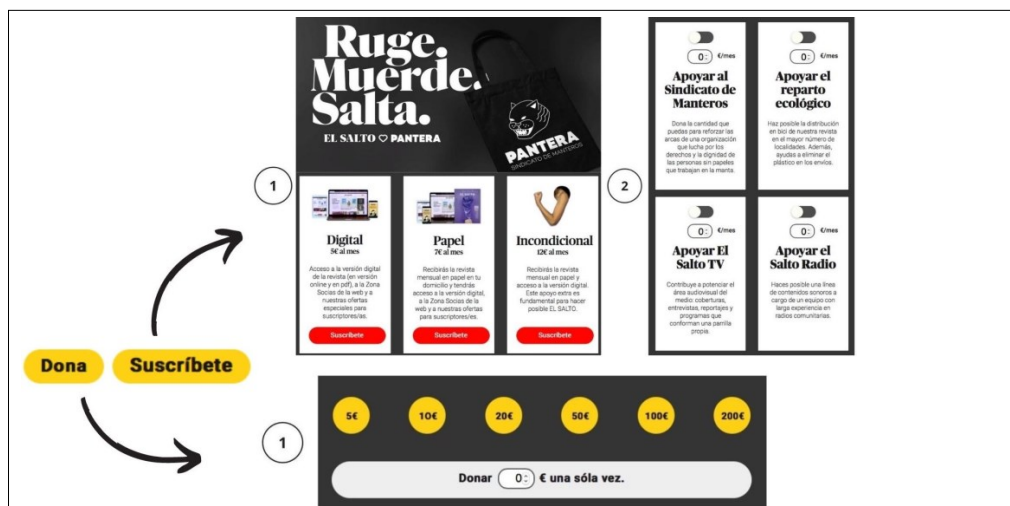 Ruge.
Muerde.
Salta.
EL SALTO ♡ PANTERA
PANTERA
SINDICATO DE MANTEROS
1
Digital
5€ al mes
Acceso a la versión digital
de la revista (en versión
online y en pdf), a la Zona
Socias de la web y a
nuestras ofertas
especiales para
suscriptores/as.
Suscríbete
Papel
7€ al mes
Recibirás la revista
mensual en papel en tu
domicilio y tendrás
acceso a la versión digital,
a la Zona Socias de la
web y a nuestras ofertas
para suscriptores/es.
Suscríbete
Incondicional
12€ al mes
Recibirás la revista
mensual en papel y
acceso a la versión digital.
Este apoyo extra es
fundamental para hacer
posible EL SALTO.
Suscríbete
2
0 €/mes
Apoyar al
Sindicato de
Manteros
Dona la cantidad que
puedas para reforzar las
arcas de una organización
que lucha por los
derechos y la dignidad de
las personas sin papeles
que trabajan en la manta.
0 €/mes
Apoyar el
reparto
ecológico
Haz posible la distribución
en bici de nuestra revista
en el mayor número de
localidades. Además,
ayudas a eliminar el
plástico en los envíos.
0 €/mes
Apoyar El
Salto TV
Contribuye a potenciar el
área audiovisual del
medio: coberturas,
entrevistas, reportajes y
programas que
conforman una parrilla
propia.
0 €/mes
Apoyar el
Salto Radio
Haces posible una línea
de contenidos sonoros a
cargo de un equipo con
larga experiencia en
radios comunitarias.
Dona Suscríbete
1
5€ 10€ 20€ 50€ 100€ 200€
Donar 0 € una sóla vez.